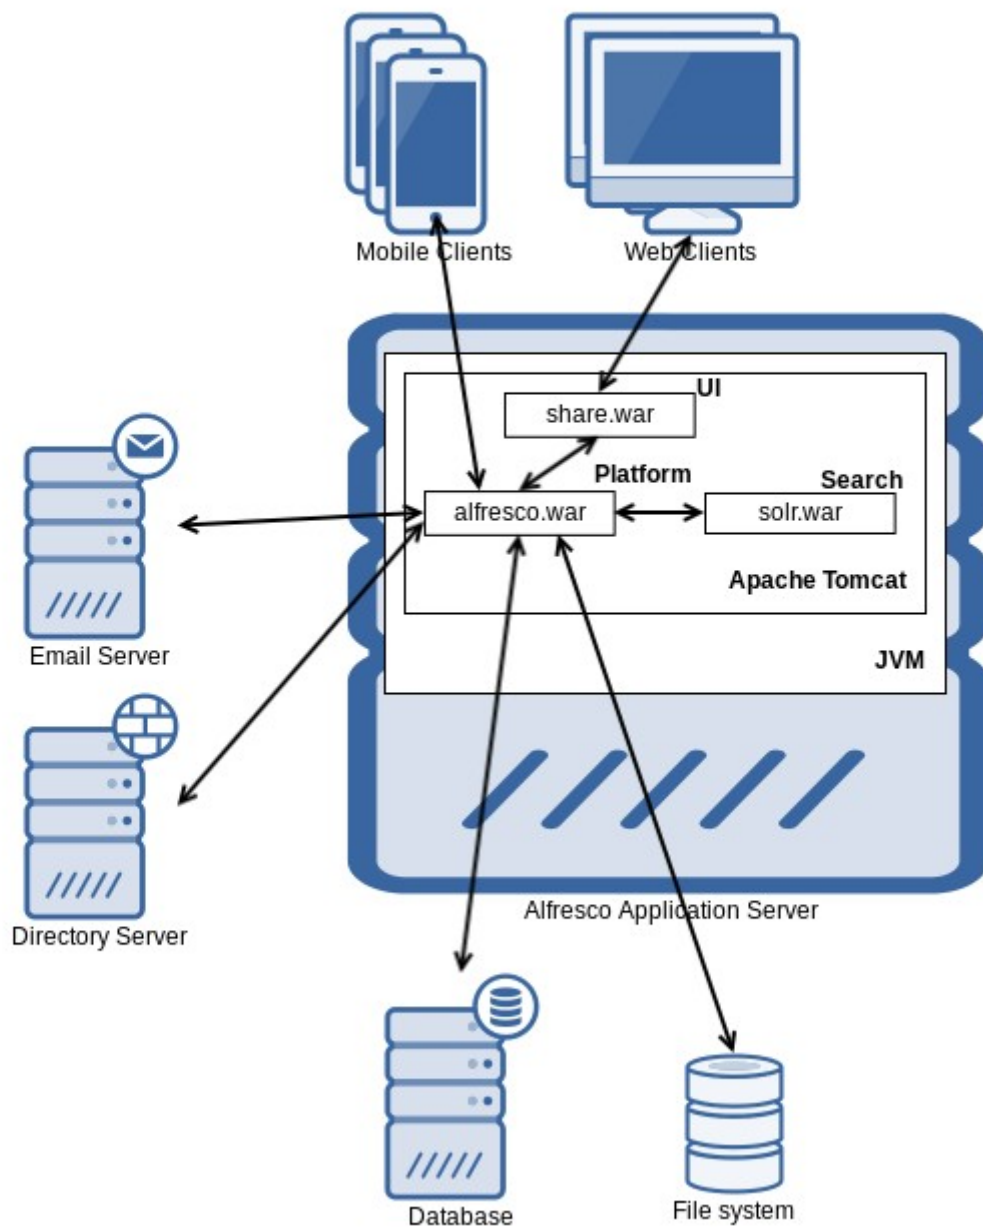 Mobile Clients
Web Clients
UI
share.war
Platform
Search
alfresco.war
solr.war
Apache Tomcat
JVM
Email Server
Directory Server
Alfresco Application Server
Database
File system